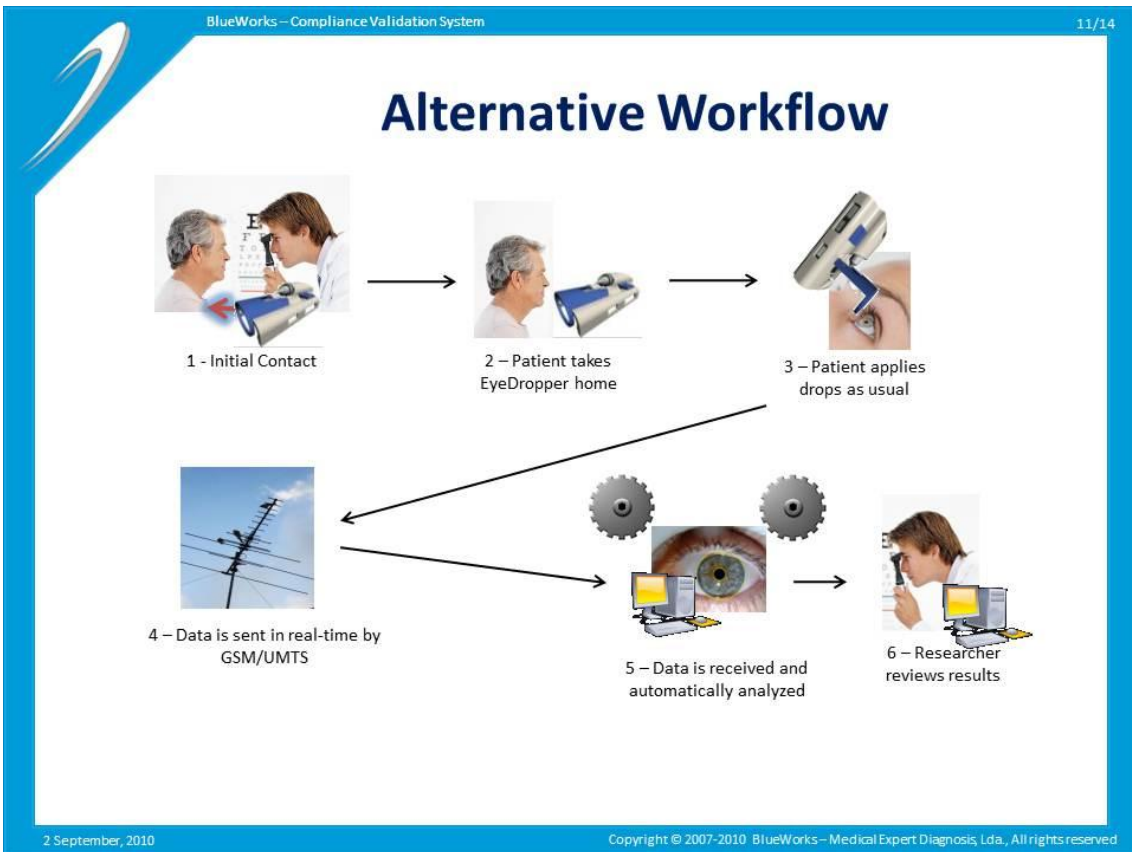 BlueWorks – Compliance Validation System
11/14
Alternative Workflow
1 - Initial Contact
2 – Patient takes
EyeDropper home
3 – Patient applies
drops as usual
4 – Data is sent in real-time by
GSM/UMTS
5 – Data is received and
automatically analyzed
6 – Researcher
reviews results
2 September, 2010
Copyright © 2007-2010 BlueWorks – Medical Expert Diagnosis, Lda., All rights reserved